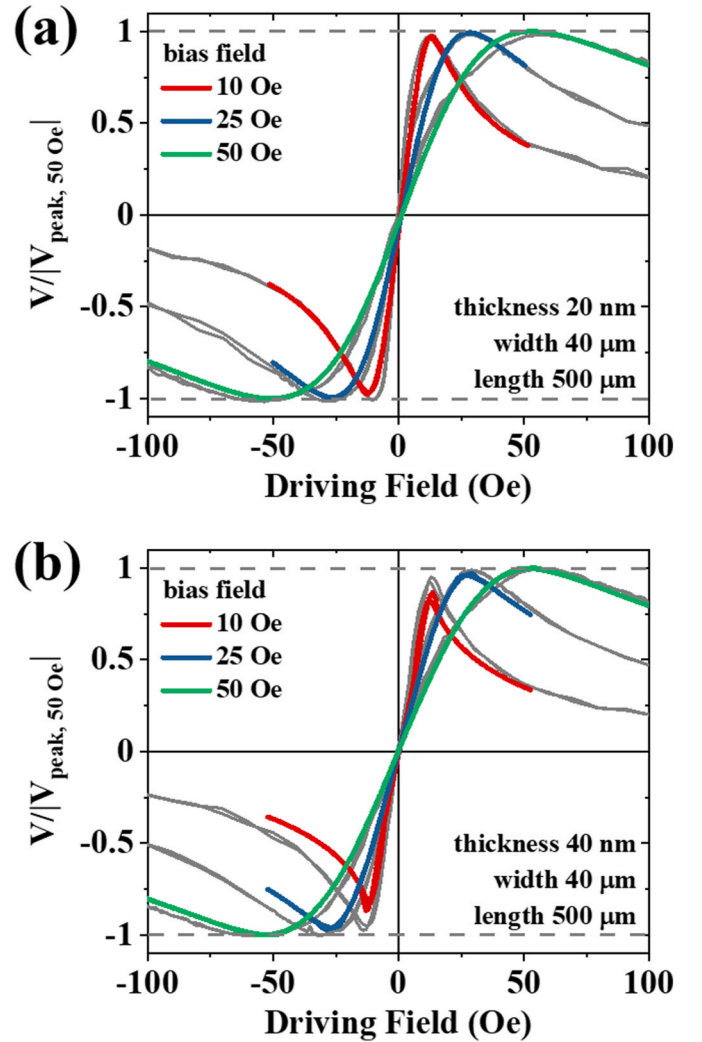 (a)
bias field
10 Oe
25 Oe
50 Oe
thickness 20 nm
width 40 μm
length 500 μm
1
0.5
0
-0.5
-1
V/|Vpeak, 50 Oe|
-100 -50 0 50 100
Driving Field (Oe)
(b)
bias field
10 Oe
25 Oe
50 Oe
thickness 40 nm
width 40 μm
length 500 μm
1
0.5
0
-0.5
-1
V/|Vpeak, 50 Oe|
-100 -50 0 50 100
Driving Field (Oe)